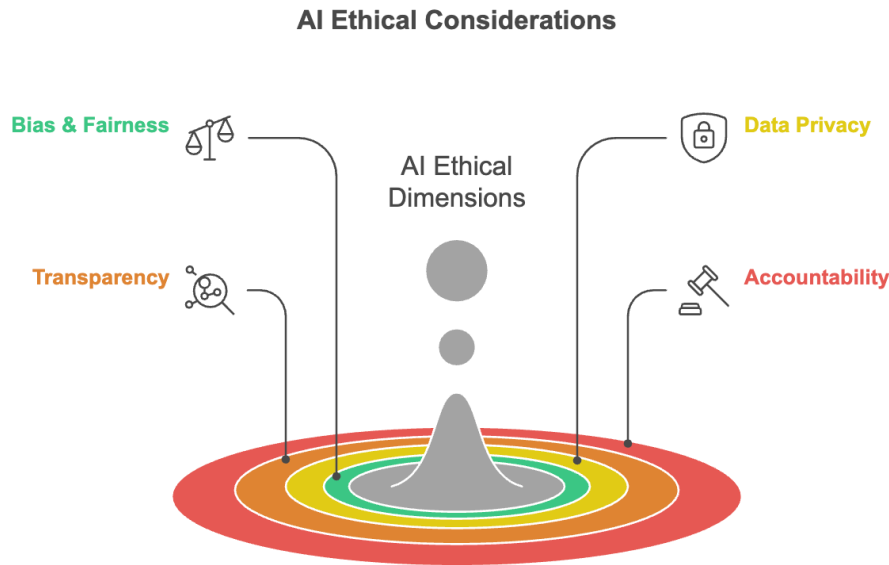 AI Ethical Considerations
Bias & Fairness
Data Privacy
AI Ethical
Dimensions
Transparency
Accountability